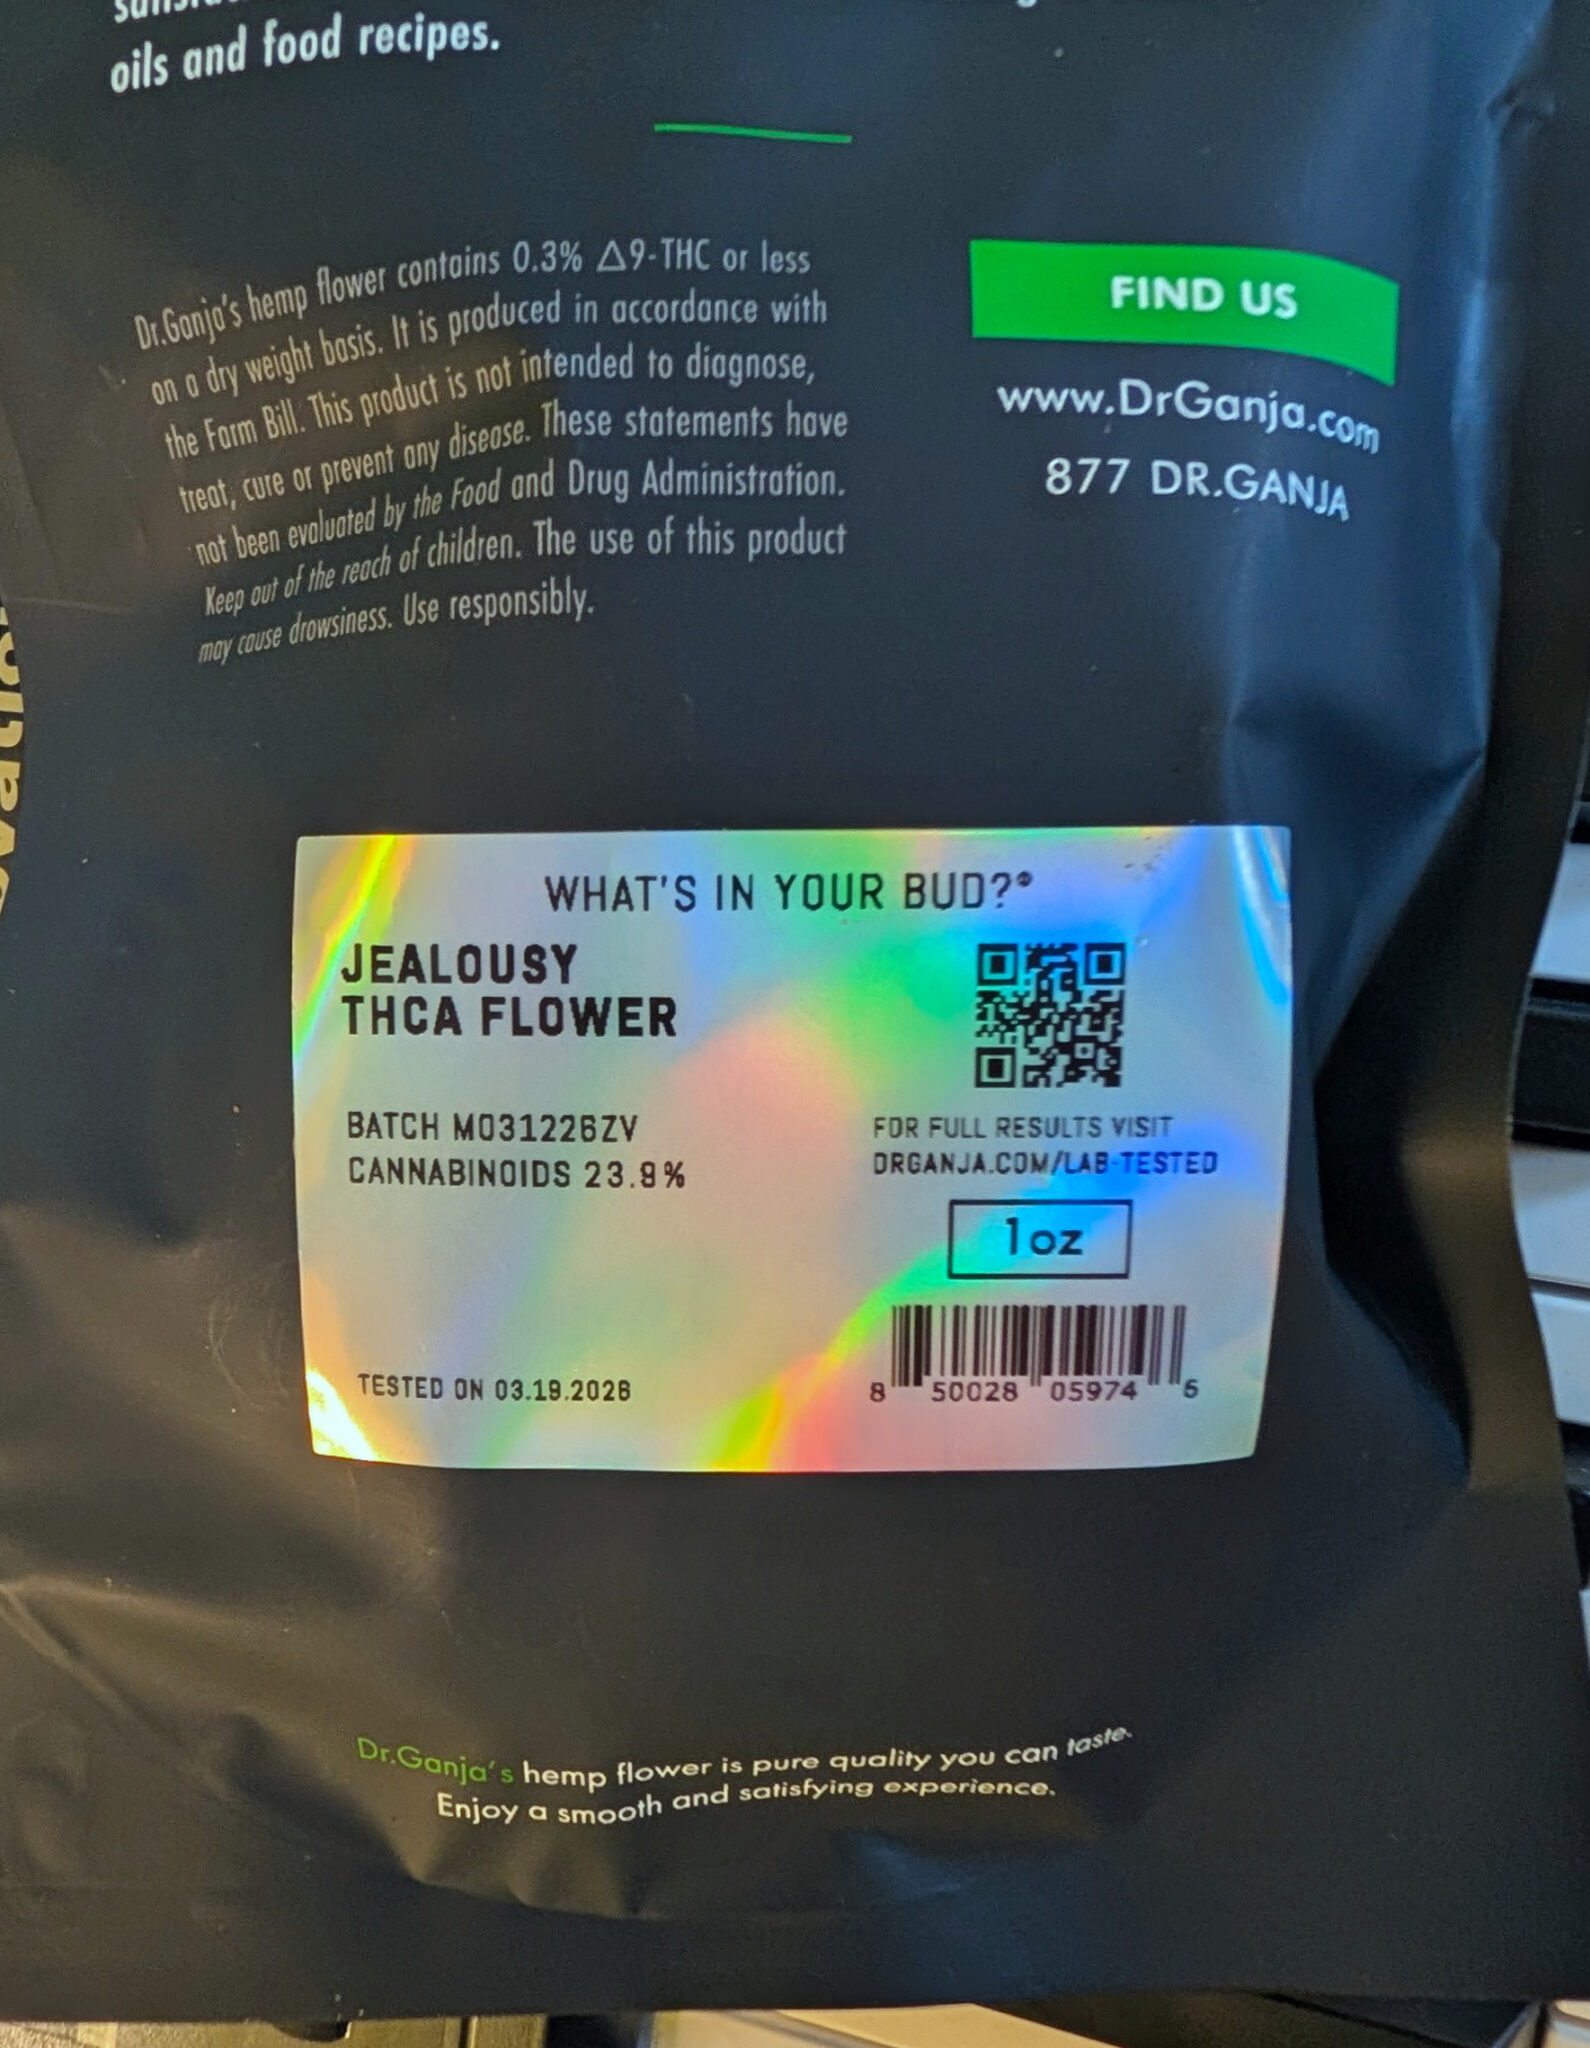 oils and food recipes.
Dr.Ganja's hemp flower contains 0.3% Δ9-THC or less
on a dry weight basis. It is produced in accordance with
the Farm Bill. This product is not intended to diagnose,
treat, cure or prevent any disease. These statements have
not been evaluated by the Food and Drug Administration.
Keep out of the reach of children. The use of this product
may cause drowsiness. Use responsibly.
FIND US
www.DrGanja.com
877 DR.GANJA
WHAT'S IN YOUR BUD?®
JEALOUSY
THCA FLOWER
BATCH M031226ZV
CANNABINOIDS 23.9%
TESTED ON 03.19.2026
FOR FULL RESULTS VISIT
DRGANJA.COM/LAB-TESTED
1 oz
8 50028 05974 6
Dr.Ganja's hemp flower is pure quality you can taste.
Enjoy a smooth and satisfying experience.